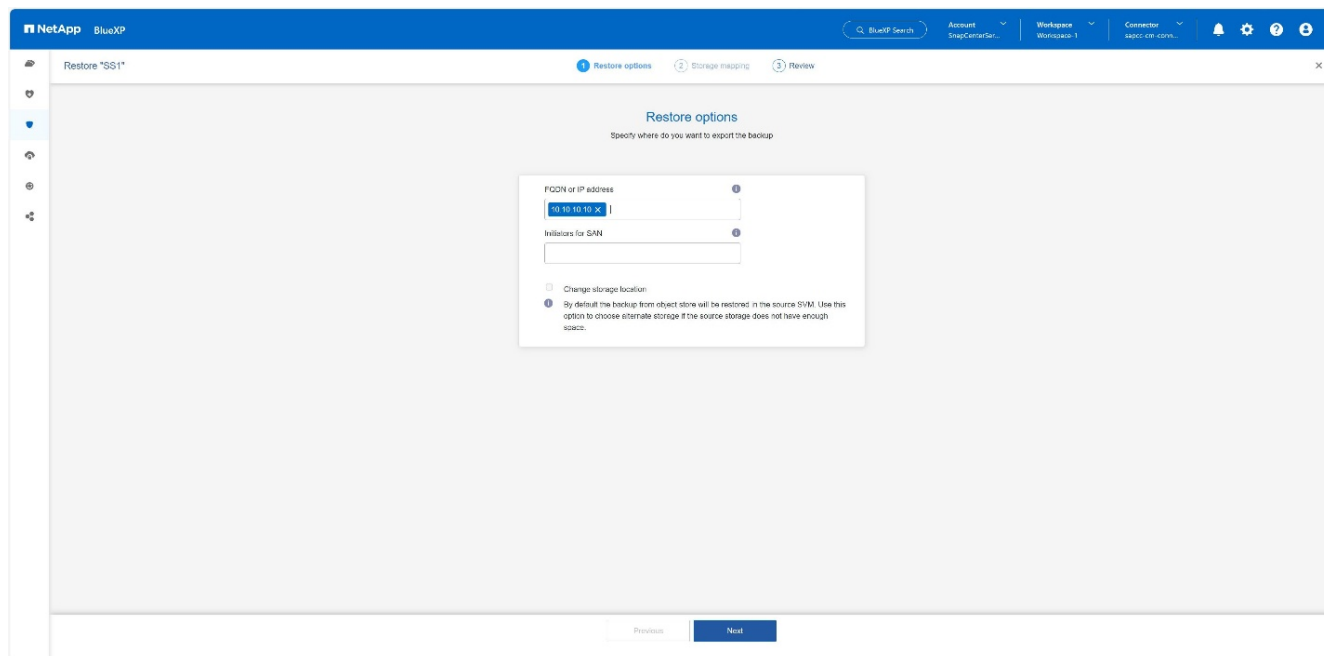 NetApp BlueXP
BlueXP Search
Account
SnapCenterSer...
Workspace
Workspace-1
Connector
sapcc-cm-conn...
Restore "SS1"
1 Restore options
2 Storage mapping
3 Review
Restore options
Specify where do you want to export the backup
FQDN or IP address
10.10.10.10
Initiators for SAN
Change storage location
By default the backup from object store will be restored in the source SVM. Use this
option to choose alternate storage if the source storage does not have enough
space.
Previous
Next